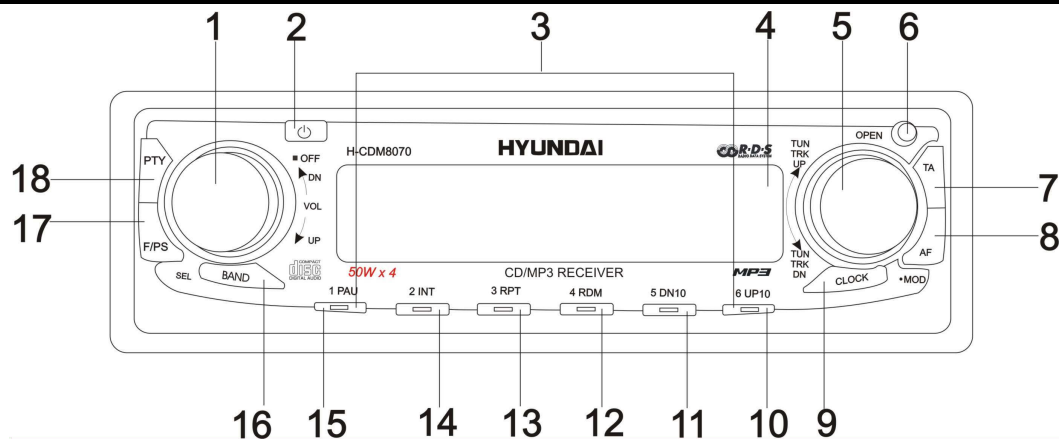 1 2 3 4 5 6
H-CDM8070 HYUNDAI R·D·S RADIO DATA SYSTEM
TUN
TRK
UP
OPEN
PTY
■ OFF
DN
VOL
UP
TA
18
7
17
8
F/PS
AF
SEL
BAND
COMPACT
disc
DIGITAL AUDIO
50W x 4 CD/MP3 RECEIVER MP3
TUN
TRK
DN
CLOCK
•MOD
1 PAU 2 INT 3 RPT 4 RDM 5 DN10 6 UP10
16 15 14 13 12 11 10 9